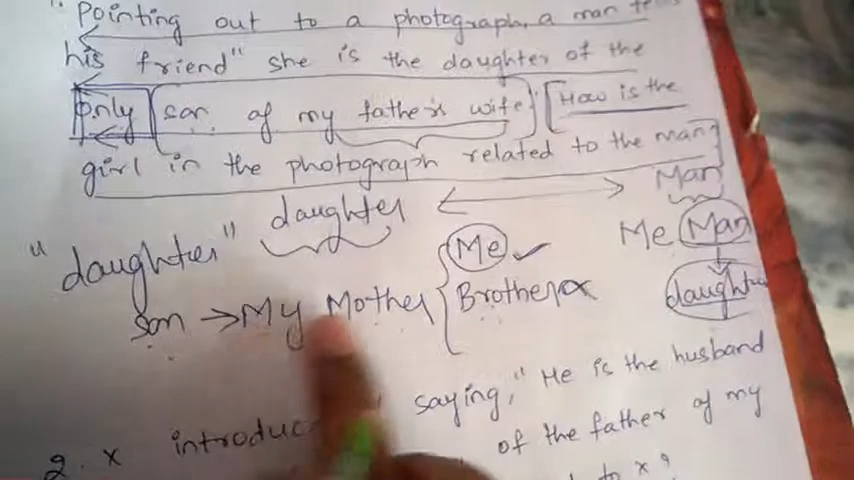 "Pointing out to a photograph, a man
his friend" she is the daughter of the
only son of my father's wife. How is the
girl in the photograph related to the man?
daughter Man
"daughter" Me Man
Me ✓
daughter
son → My Mother Brother x
saying, "He is the husband
2. x of the father of my
to x?